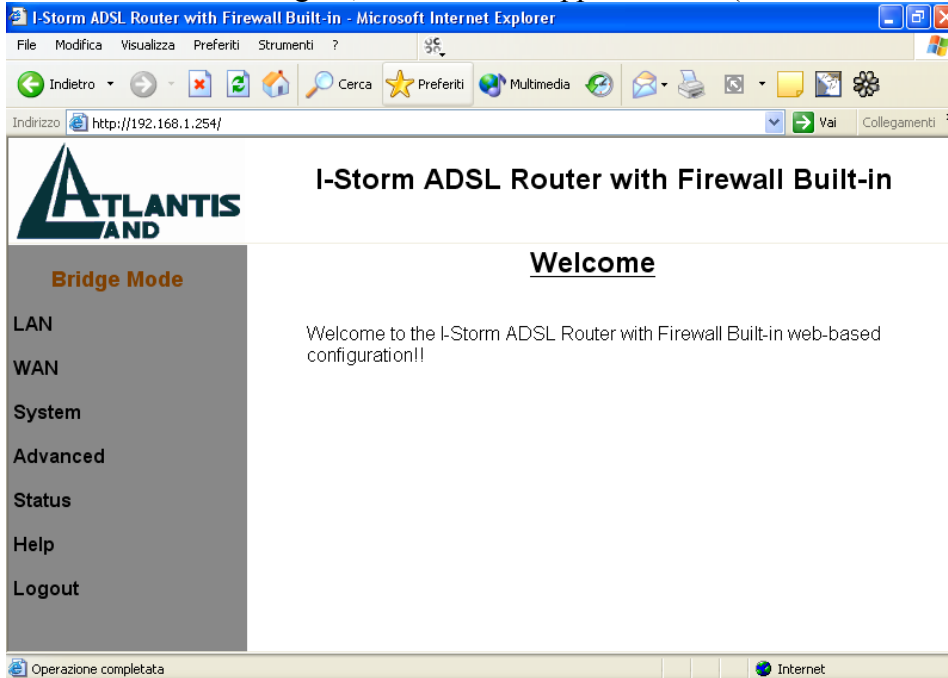 I-Storm ADSL Router with Firewall Built-in - Microsoft Internet Explorer
File Modifica Visualizza Preferiti Strumenti ?
Indietro Cerca Preferiti Multimedia
Indirizzo http://192.168.1.254/ Vai Collegamenti
ATLANTIS
LAND
I-Storm ADSL Router with Firewall Built-in
Bridge Mode
LAN
WAN
System
Advanced
Status
Help
Logout
Welcome
Welcome to the I-Storm ADSL Router with Firewall Built-in web-based
configuration!!
Operazione completata Internet